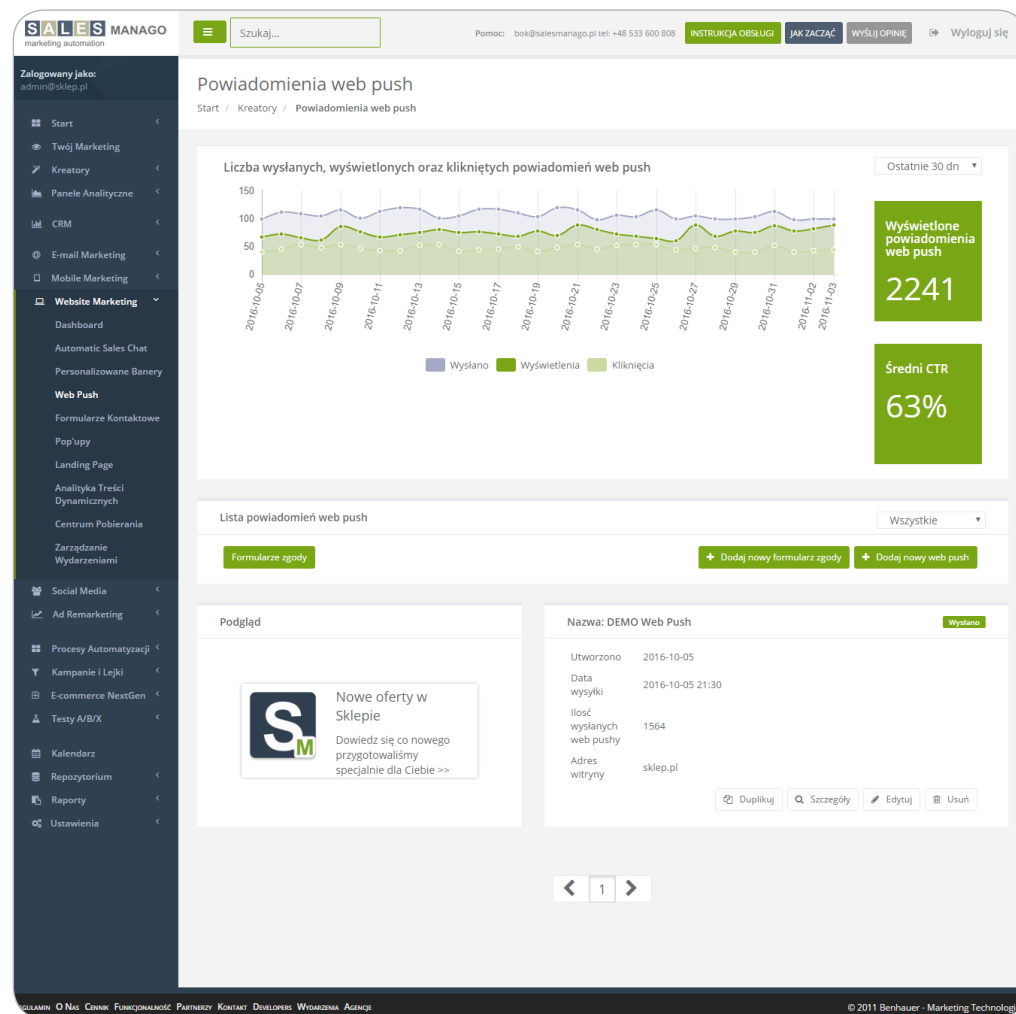 SALES MANAGO
marketing automation
Szukaj...
Pomoc: bok@salesmanago.pl tel: +48 533 600 808
INSTRUKCJA OBSŁUGI
JAK ZACZĄĆ
WYŚLIJ OPINIĘ
Wyloguj się
Zalogowany jako:
admin@sklep.pl
Start
Twój Marketing
Kreatory
Panele Analityczne
CRM
E-mail Marketing
Mobile Marketing
Website Marketing
Dashboard
Automatic Sales Chat
Personalizowane Banery
Web Push
Formularze Kontaktowe
Pop'upy
Landing Page
Analityka Treści
Dynamicznych
Centrum Pobierania
Zarządzanie
Wydarzeniami
Social Media
Ad Remarketing
Procesy Automatyzacji
Kampanie i Lejki
E-commerce NextGen
Testy A/B/X
Kalendarz
Repozytorium
Raporty
Ustawienia
Powiadomienia web push
Start / Kreatory / Powiadomienia web push
Liczba wysłanych, wyświetlonych oraz klikniętych powiadomień web push
Ostatnie 30 dn
150
100
50
0
2016-10-05
2016-10-07
2016-10-09
2016-10-11
2016-10-13
2016-10-15
2016-10-17
2016-10-19
2016-10-21
2016-10-23
2016-10-25
2016-10-27
2016-10-29
2016-10-31
2016-11-02
2016-11-03
Wysłano Wyświetlenia Kliknięcia
Wyświetlone
powiadomienia
web push
2241
Średni CTR
63%
Lista powiadomień web push
Wszystkie
Formularze zgody
+ Dodaj nowy formularz zgody
+ Dodaj nowy web push
Podgląd
SM
Nowe oferty w
Sklepie
Dowiedz się co nowego
przygotowaliśmy
specjalnie dla Ciebie >>
Nazwa: DEMO Web Push
Wysłano
Utworzono 2016-10-05
Data
wysyłki
2016-10-05 21:30
Ilość
wysłanych
web pushy
1564
Adres
witryny
sklep.pl
Duplikuj
Szczegóły
Edytuj
Usuń
1
REGULAMIN O NAS CENNIK FUNKCJONALNOŚĆ PARTNERZY KONTAKT DEVELOPERS WYDARZENIA AGENCJE
© 2011 Benhauer - Marketing Technologi